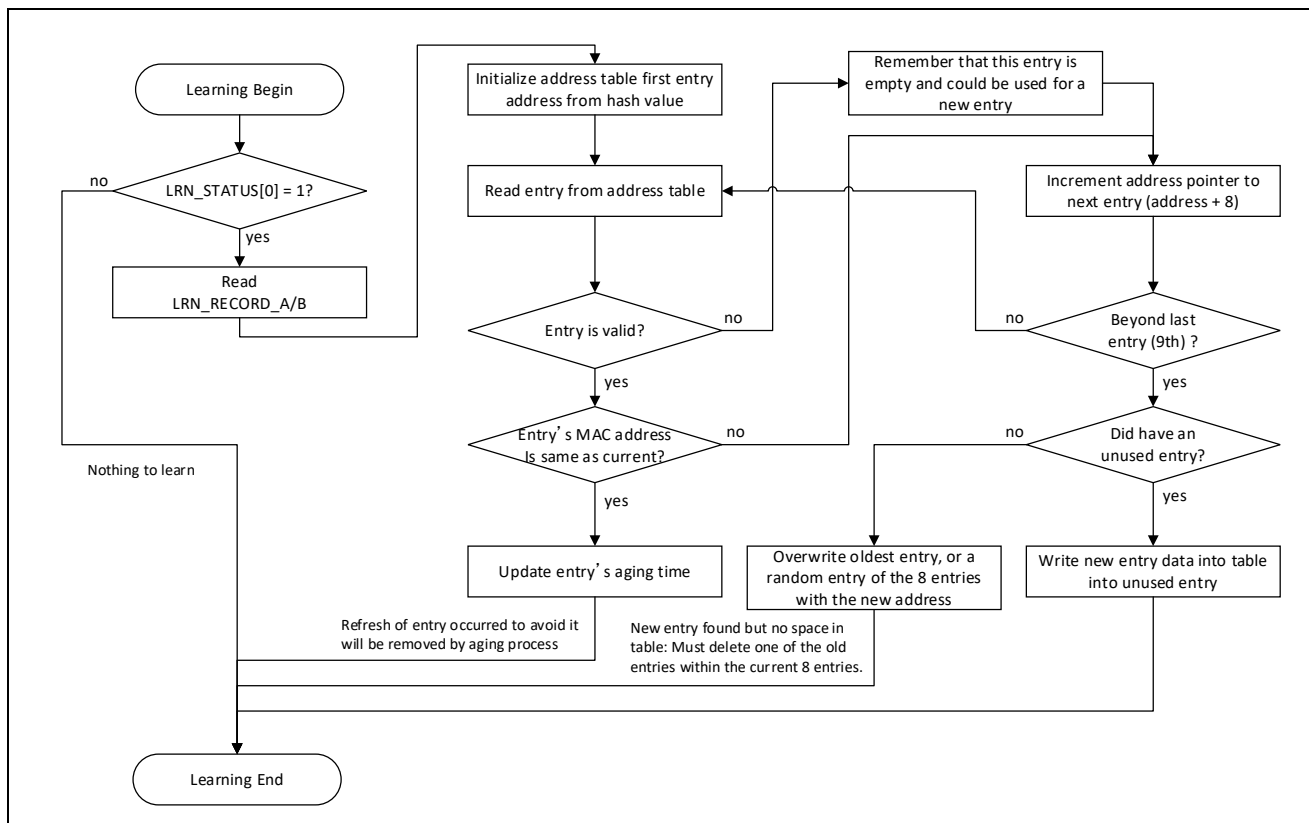 Learning Begin
no
LRN_STATUS[0] = 1?
yes
Read
LRN_RECORD_A/B
Nothing to learn
Initialize address table first entry
address from hash value
Read entry from address table
Entry is valid?
no
yes
Entry's MAC address
Is same as current?
no
yes
Update entry's aging time
Refresh of entry occurred to avoid it
will be removed by aging process
Remember that this entry is
empty and could be used for a
new entry
Increment address pointer to
next entry (address + 8)
no
Beyond last
entry (9th) ?
yes
no
Did have an
unused entry?
yes
Overwrite oldest entry, or a
random entry of the 8 entries
with the new address
Write new entry data into table
into unused entry
New entry found but no space in
table: Must delete one of the old
entries within the current 8 entries.
Learning End